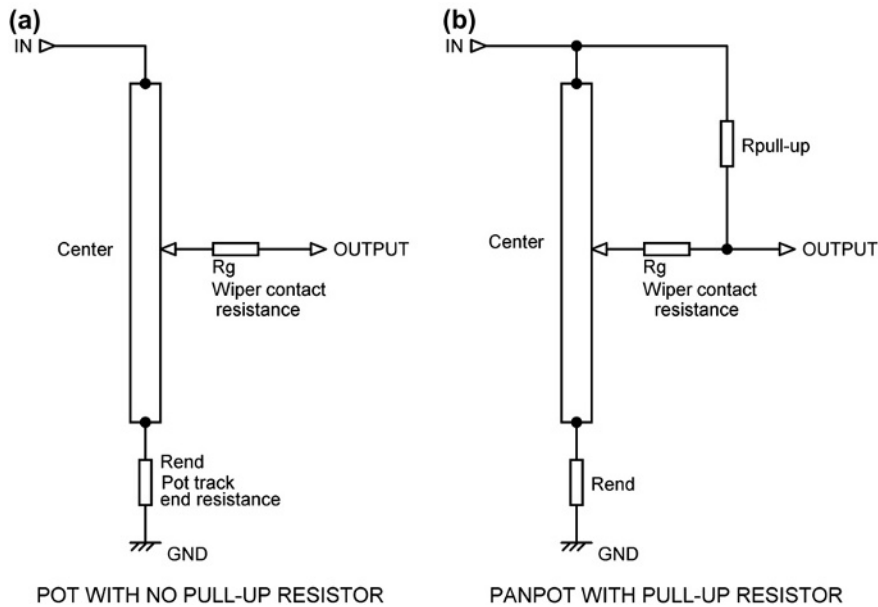 (a)
IN
Center
OUTPUT
Rg
Wiper contact
resistance
Rend
Pot track
end resistance
GND
POT WITH NO PULL-UP RESISTOR
(b)
IN
Rpull-up
Center
OUTPUT
Rg
Wiper contact
resistance
Rend
GND
PANPOT WITH PULL-UP RESISTOR